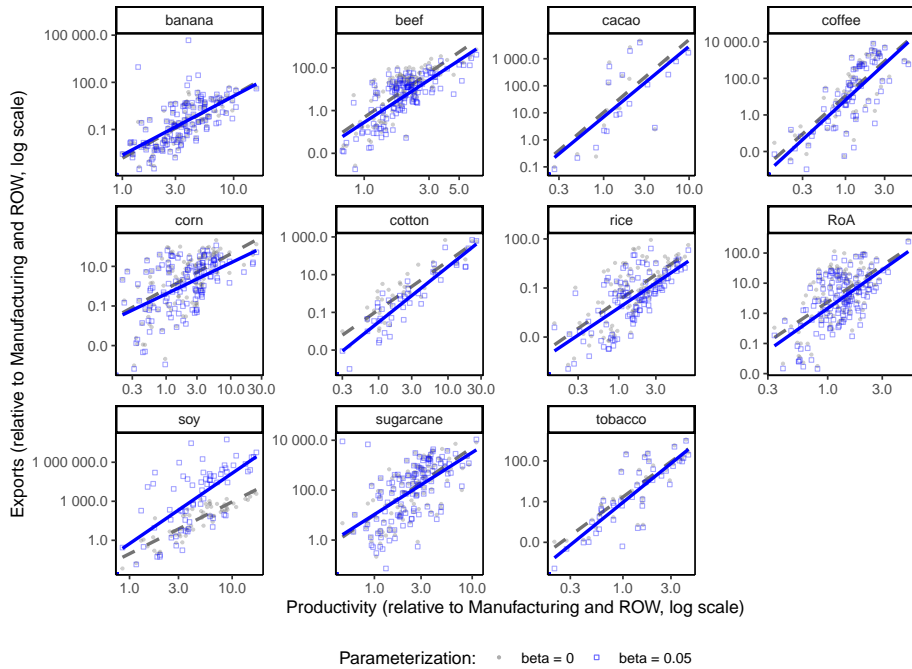 banana beef cacao coffee
100 000.0
100.0
0.1
1.0 3.0 10.0
100.0
1.0
0.0
1.0 3.0 5.0
1 000.0
10.0
1.0
0.1
0.3 1.0 3.0 10.0
10 000.0
100.0
1.0
0.0
0.3 1.0 3.0
corn cotton rice RoA
10.0
0.1
0.0
0.3 1.0 3.0 10.0 30.0
1 000.0
10.0
0.1
0.0
0.3 1.0 3.0 10.0 30.0
100.0
0.1
0.0
0.3 1.0 3.0
100.0
10.0
1.0
0.1
0.0
0.3 1.0 3.0
soy sugarcane tobacco
1 000 000.0
1 000.0
1.0
1.0 3.0 10.0
10 000.0
100.0
1.0
1.0 3.0 10.0
100.0
1.0
0.0
0.3 1.0 3.0
Exports (relative to Manufacturing and ROW, log scale)
Productivity (relative to Manufacturing and ROW, log scale)
Parameterization: beta = 0 beta = 0.05